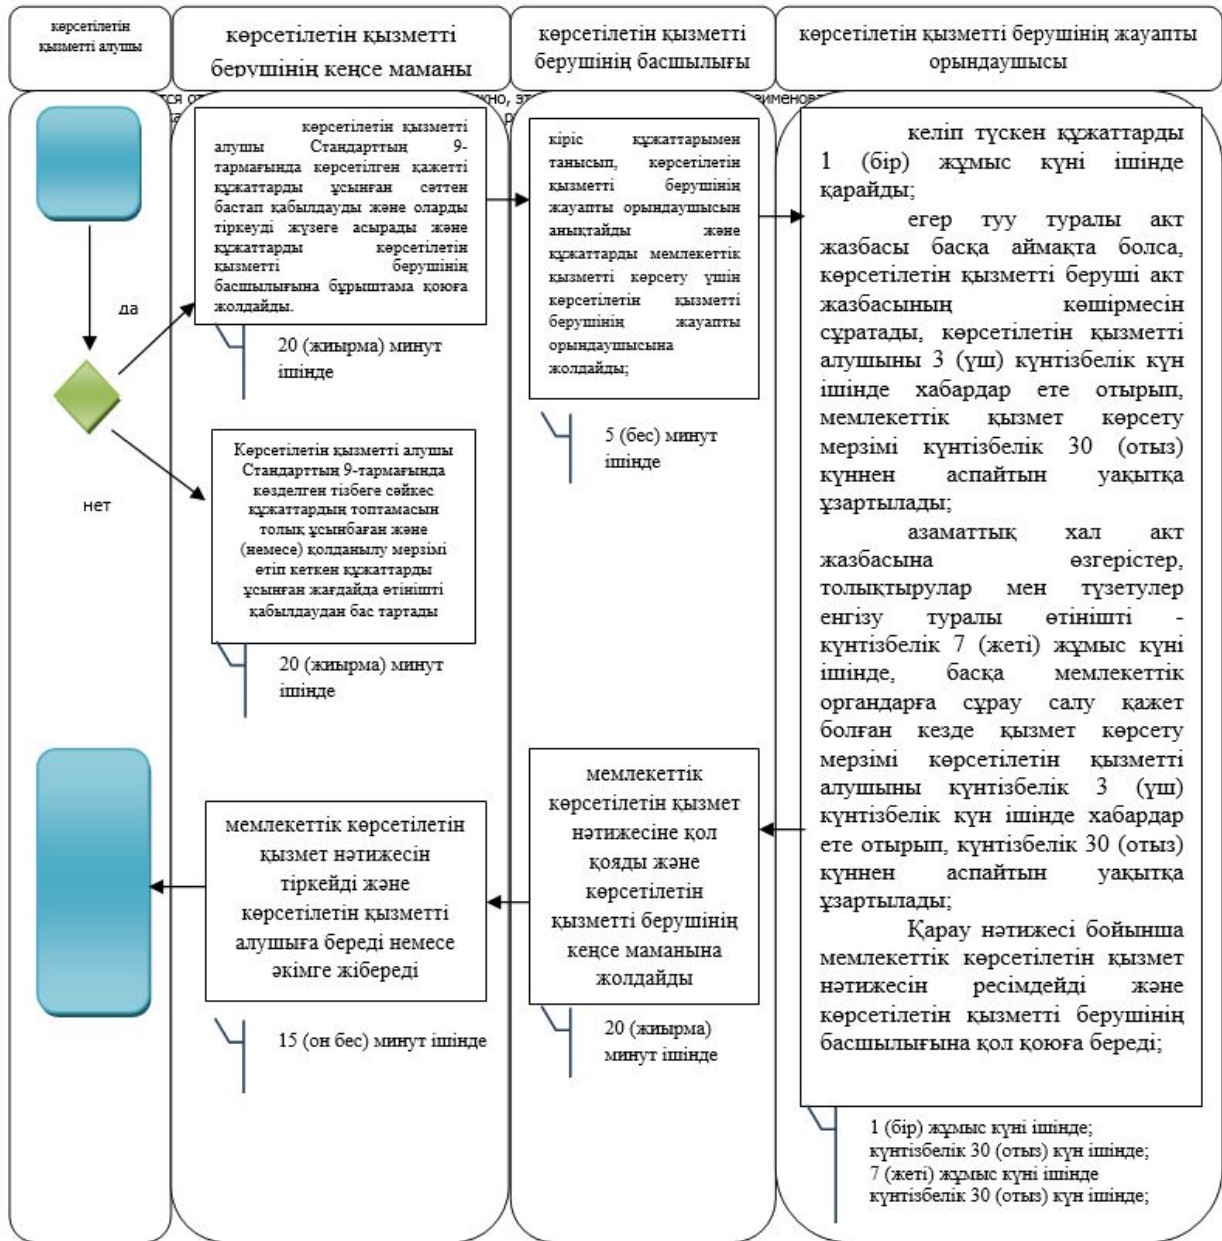 көрсетілетін
қызметті алушы
көрсетілетін қызметті
берушінің кеңсе маманы
көрсетілетін қызметті
берушінің басшылығы
көрсетілетін қызметті берушінің жауапты
орындаушысы
көрсетілетін қызметті
алушы Стандарттың 9-
тармағында көрсетілген қажетті
құжаттарды ұсынған сәттен
бастап қабылдауды және оларды
тіркеуді жүзеге асырады және
құжаттарды көрсетілетін
қызметті берушінің
басшылығына бұрыштама қоюға
жолдайды.
20 (жиырма) минут
ішінде
да
нет
Көрсетілетін қызметті алушы
Стандарттың 9-тармағында
көзделген тізбеге сәйкес
құжаттардың топтамасын
толық ұсынбаған және
(немесе) қолданылу мерзімі
өтіп кеткен құжаттарды
ұсынған жағдайда өтінішті
қабылдаудан бас тартады
20 (жиырма) минут
ішінде
кіріс құжаттарымен
танысып, көрсетілетін
қызметті берушінің
жауапты орындаушысын
анықтайды және
құжаттарды мемлекеттік
қызметті көрсету үшін
көрсетілетін қызметті
берушінің жауапты
орындаушысына
жолдайды;
5 (бес) минут
ішінде
келіп түскен құжаттарды
1 (бір) жұмыс күні ішінде
қарайды;
егер туу туралы акт
жазбасы басқа аймақта болса,
көрсетілетін қызметті беруші акт
жазбасының көшірмесін
сұратады, көрсетілетін қызметті
алушыны 3 (үш) күнтізбелік күн
ішінде хабардар ете отырып,
мемлекеттік қызмет көрсету
мерзімі күнтізбелік 30 (отыз)
күннен аспайтын уақытқа
ұзартылады;
азаматтық хал акт
жазбасына өзгерістер,
толықтырулар мен түзетулер
енгізу туралы өтінішті -
күнтізбелік 7 (жеті) жұмыс күні
ішінде, басқа мемлекеттік
органдарға сұрау салу қажет
болған кезде қызмет көрсету
мерзімі көрсетілетін қызметті
алушыны күнтізбелік 3 (үш)
күнтізбелік күн ішінде хабардар
ете отырып, күнтізбелік 30 (отыз)
күннен аспайтын уақытқа
ұзартылады;
Қарау нәтижесі бойынша
мемлекеттік көрсетілетін қызмет
нәтижесін ресімдейді және
көрсетілетін қызметті берушінің
басшылығына қол қоюға береді;
1 (бір) жұмыс күні ішінде;
күнтізбелік 30 (отыз) күн ішінде;
7 (жеті) жұмыс күні ішінде
күнтізбелік 30 (отыз) күн ішінде;
мемлекеттік
көрсетілетін қызмет
нәтижесіне қол
қояды және
көрсетілетін
қызметті берушінің
кеңсе маманына
жолдайды
20 (жиырма)
минут ішінде
мемлекеттік көрсетілетін
қызмет нәтижесін
тіркейді және
көрсетілетін қызметті
алушыға береді немесе
әкімге жібереді
15 (он бес) минут ішінде